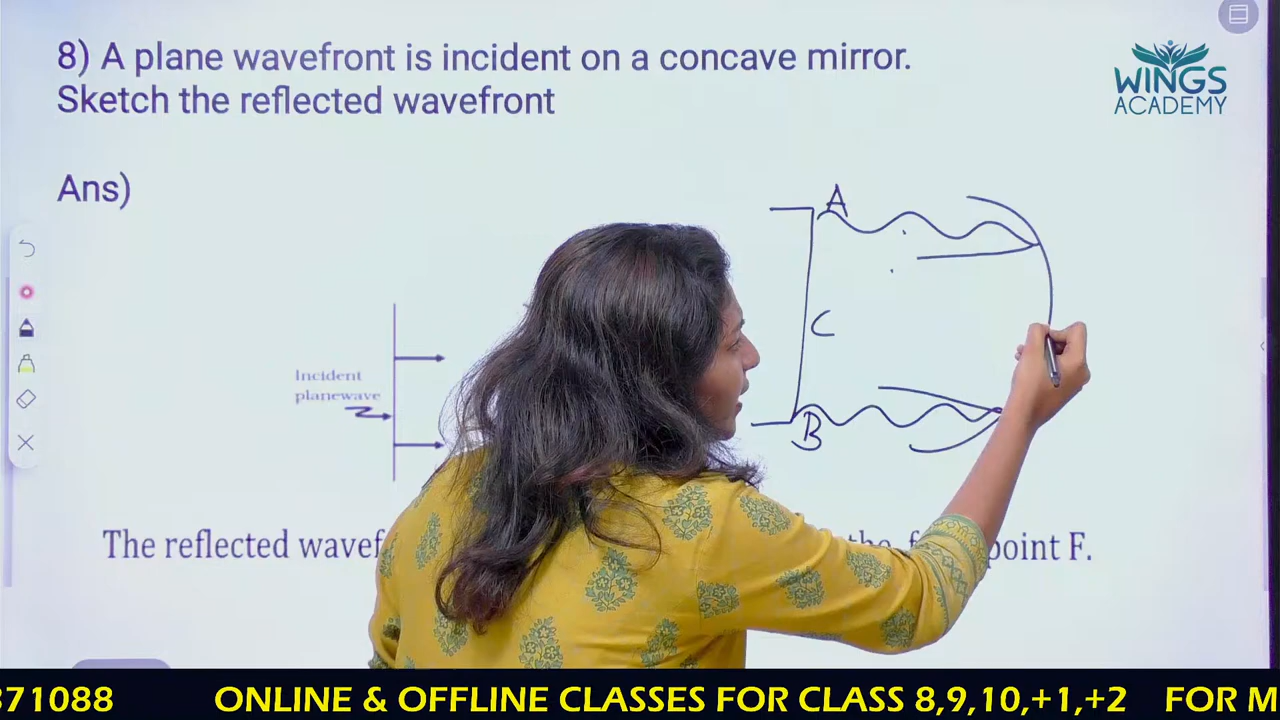 8) A plane wavefront is incident on a concave mirror.
Sketch the reflected wavefront
WINGS
ACADEMY
Ans)
A
C
B
Incident
planewave
The reflected point F.
371088 ONLINE & OFFLINE CLASSES FOR CLASS 8,9,10,+1,+2 FOR M